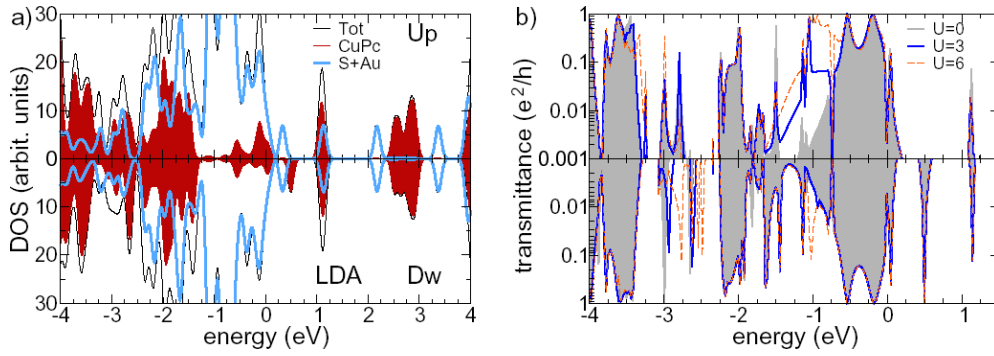 a)
Tot
CuPc
S+Au
Up
LDA
Dw
DOS (arbit. units)
30
20
10
0
10
20
30
-4 -3 -2 -1 0 1 2 3 4
energy (eV)
b)
U=0
U=3
U=6
transmittance (e²/h)
1
0.1
0.01
0.001
0.01
0.1
1
-4 -3 -2 -1 0 1
energy (eV)